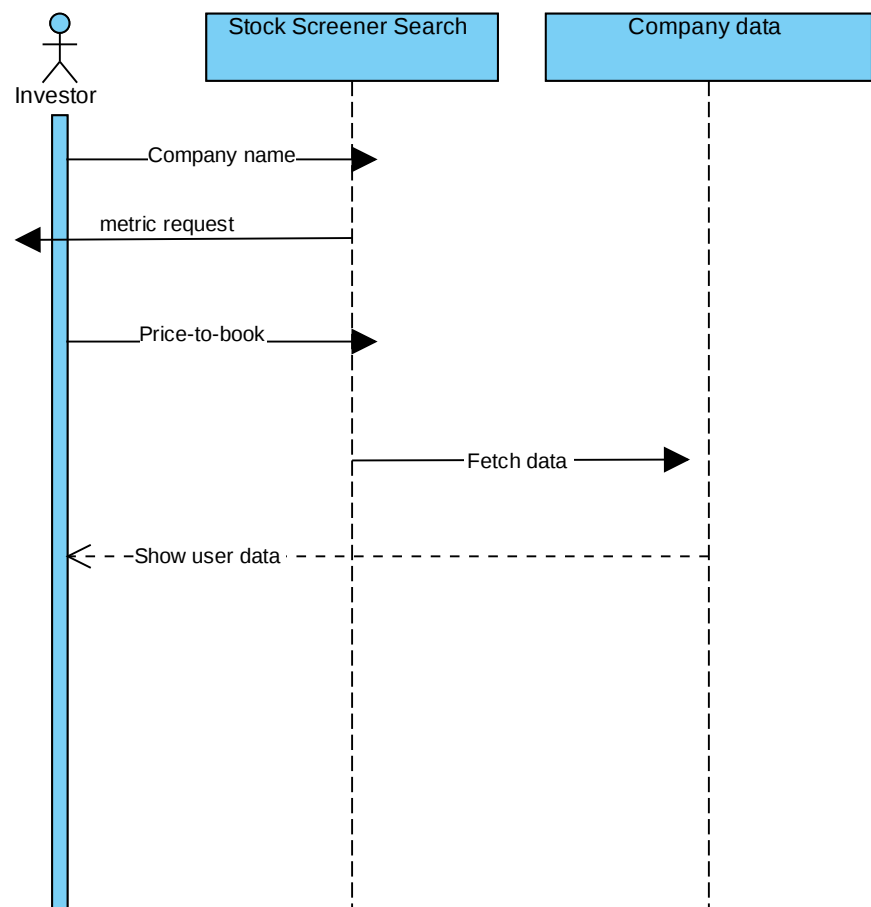 Stock Screener Search
Company data
Investor
Company name
metric request
Price-to-book
Fetch data
Show user data